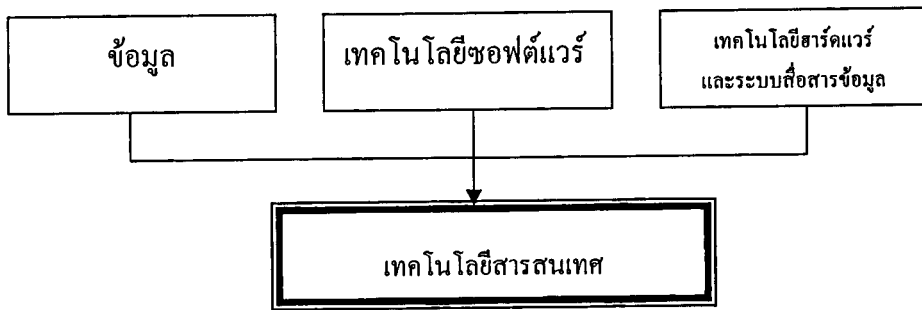 ข้อมูล
เทคโนโลยีซอฟต์แวร์
เทคโนโลยีฮาร์ดแวร์
และระบบสื่อสารข้อมูล
เทคโนโลยีสารสนเทศ